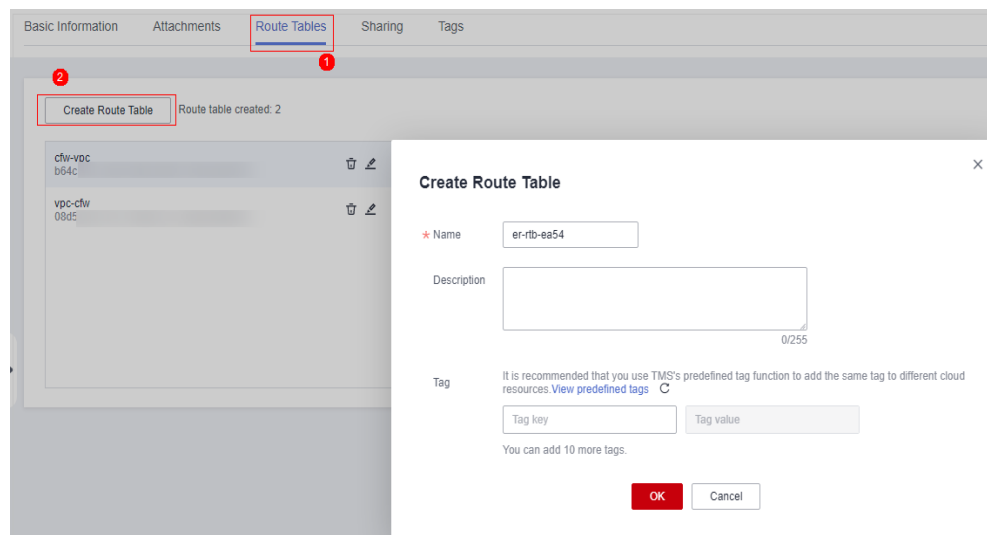 Basic Information Attachments Route Tables Sharing Tags
1
2
Create Route Table Route table created: 2
cfw-vpc
b64c
vpc-cfw
08d5
Create Route Table
* Name er-rtb-ea54
Description
0/255
Tag
It is recommended that you use TMS's predefined tag function to add the same tag to different cloud
resources.View predefined tags
Tag key Tag value
You can add 10 more tags.
OK Cancel